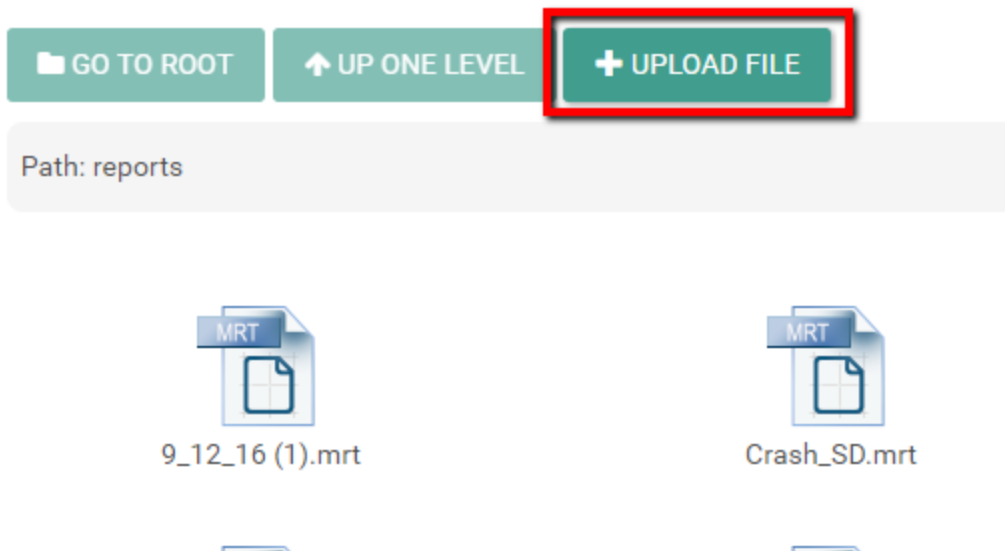 GO TO ROOT UP ONE LEVEL UPLOAD FILE
Path: reports
MRT MRT
9_12_16 (1).mrt Crash_SD.mrt